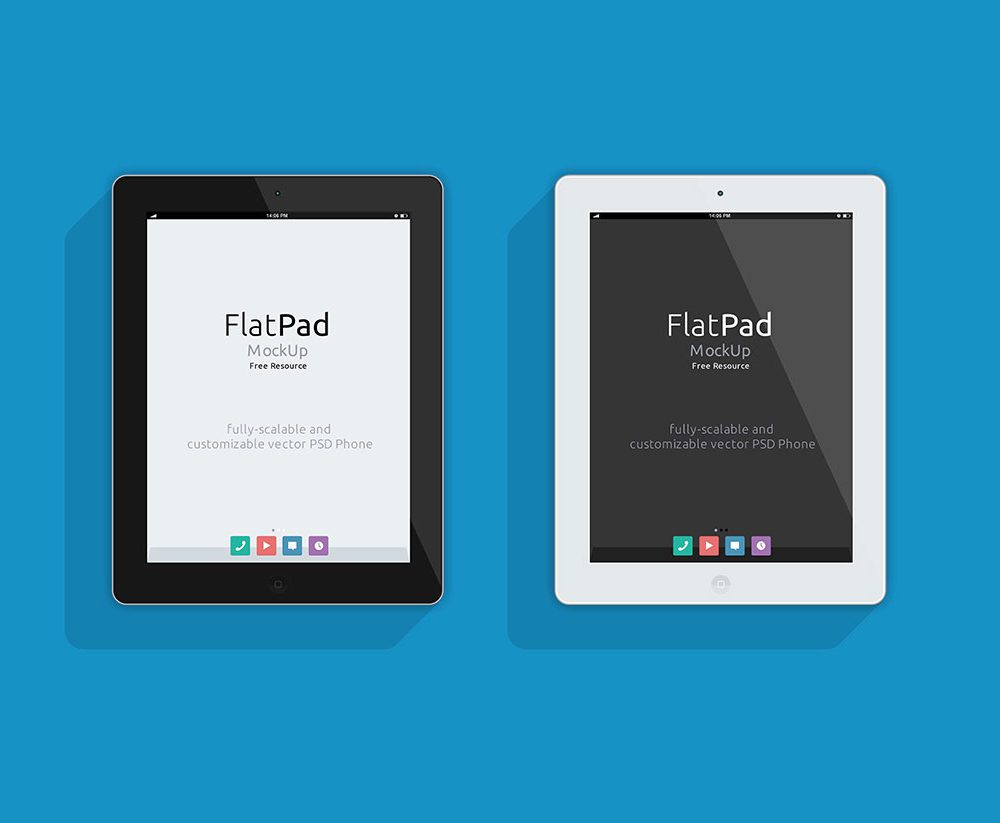 14:06 PM
FlatPad
MockUp
Free Resource
fully-scalable and
customizable vector PSD Phone
14:06 PM
FlatPad
MockUp
Free Resource
fully-scalable and
customizable vector PSD Phone